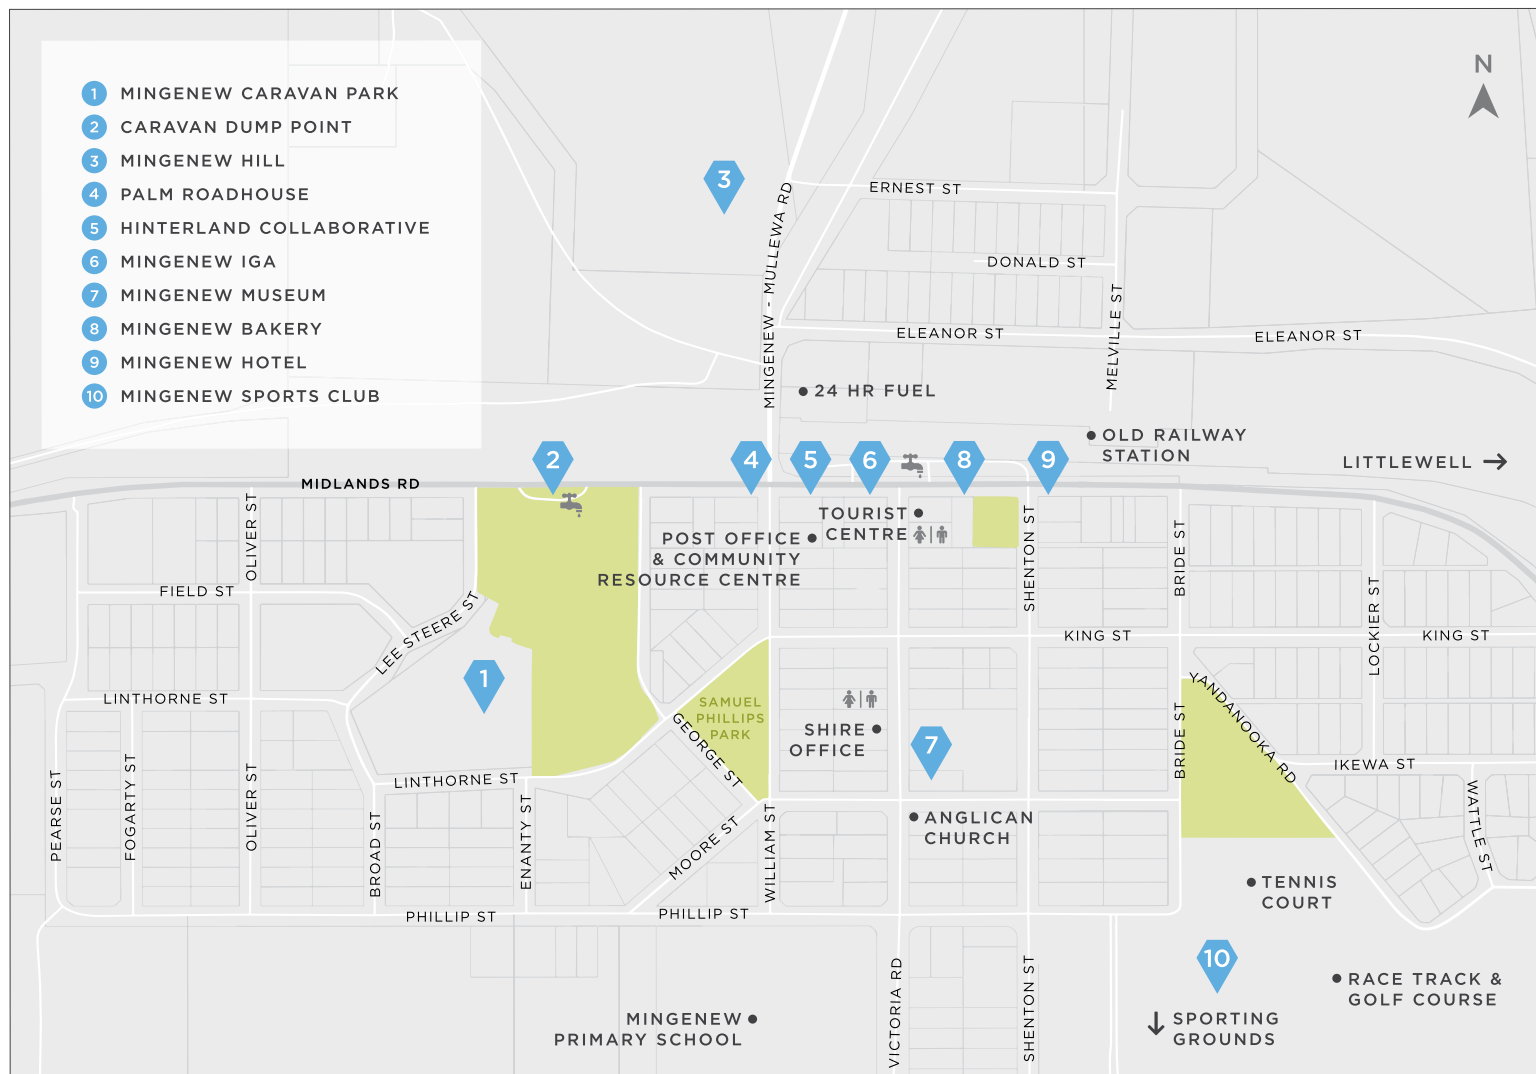 1 MINGENEW CARAVAN PARK
2 CARAVAN DUMP POINT
3 MINGENEW HILL
4 PALM ROADHOUSE
5 HINTERLAND COLLABORATIVE
6 MINGENEW IGA
7 MINGENEW MUSEUM
8 MINGENEW BAKERY
9 MINGENEW HOTEL
10 MINGENEW SPORTS CLUB
N
3
ERNEST ST
MINGENEW - MULLEWA RD
DONALD ST
MELVILLE ST
ELEANOR ST
ELEANOR ST
24 HR FUEL
OLD RAILWAY
STATION
LITTLEWELL
2
4
5
6
8
9
MIDLANDS RD
OLIVER ST
TOURIST
CENTRE
POST OFFICE
& COMMUNITY
RESOURCE CENTRE
SHENTON ST
BRIDE ST
FIELD ST
LEE STEERE ST
LOCKIER ST
KING ST
KING ST
1
LINTHORNE ST
SAMUEL
PHILLIPS
PARK
GEORGE ST
SHIRE
OFFICE
7
BRIDE ST
YANDANOOKA RD
IKEWA ST
PEARSE ST
FOGARTY ST
OLIVER ST
LINTHORNE ST
BROAD ST
ENANTY ST
MOORE ST
WILLIAM ST
ANGLICAN
CHURCH
WATTLE ST
TENNIS
COURT
PHILLIP ST
PHILLIP ST
10
VICTORIA RD
SHENTON ST
RACE TRACK &
GOLF COURSE
MINGENEW
PRIMARY SCHOOL
SPORTING
GROUNDS